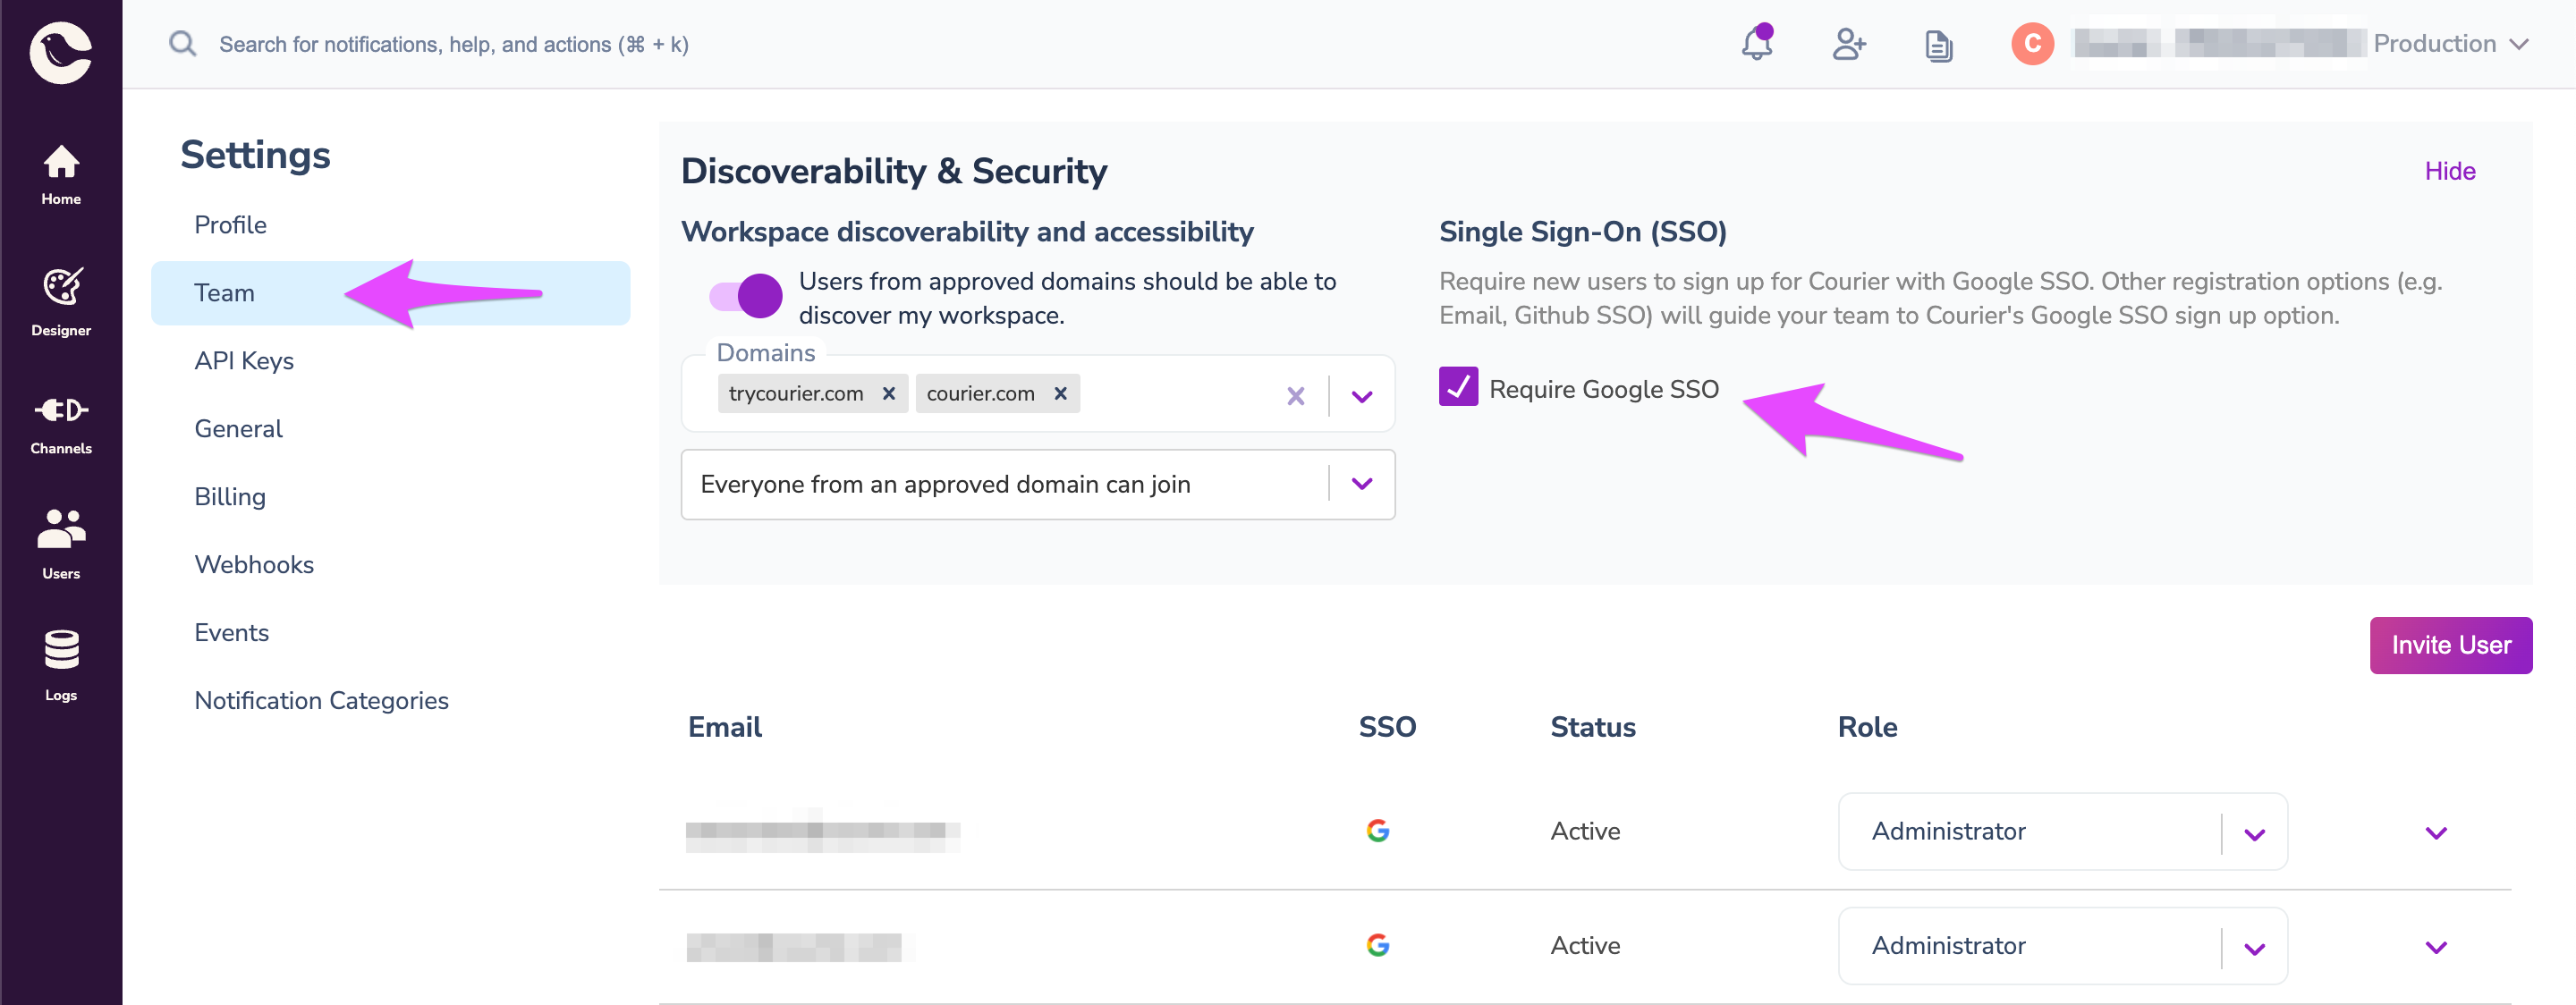 Search for notifications, help, and actions (⌘ + k)
C
Production
Home
Designer
Channels
Users
Logs
Settings
Profile
Team
API Keys
General
Billing
Webhooks
Events
Notification Categories
Discoverability & Security
Hide
Workspace discoverability and accessibility
Users from approved domains should be able to
discover my workspace.
Domains
trycourier.com × courier.com ×
Everyone from an approved domain can join
Single Sign-On (SSO)
Require new users to sign up for Courier with Google SSO. Other registration options (e.g.
Email, Github SSO) will guide your team to Courier's Google SSO sign up option.
Require Google SSO
Invite User
Email SSO Status Role
Active Administrator
Active Administrator